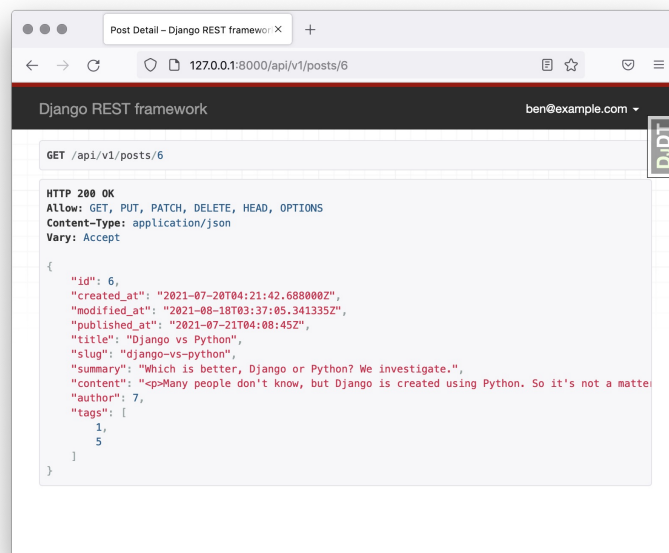 Post Detail – Django REST framewor
127.0.0.1:8000/api/v1/posts/6
Django REST framework
ben@example.com
DjDT
GET /api/v1/posts/6
HTTP 200 OK
Allow: GET, PUT, PATCH, DELETE, HEAD, OPTIONS
Content-Type: application/json
Vary: Accept
{
    "id": 6,
    "created_at": "2021-07-20T04:21:42.688000Z",
    "modified_at": "2021-08-18T03:37:05.341335Z",
    "published_at": "2021-07-21T04:08:45Z",
    "title": "Django vs Python",
    "slug": "django-vs-python",
    "summary": "Which is better, Django or Python? We investigate.",
    "content": "<p>Many people don't know, but Django is created using Python. So it's not a matter
    "author": 7,
    "tags": [
        1,
        5
    ]
}